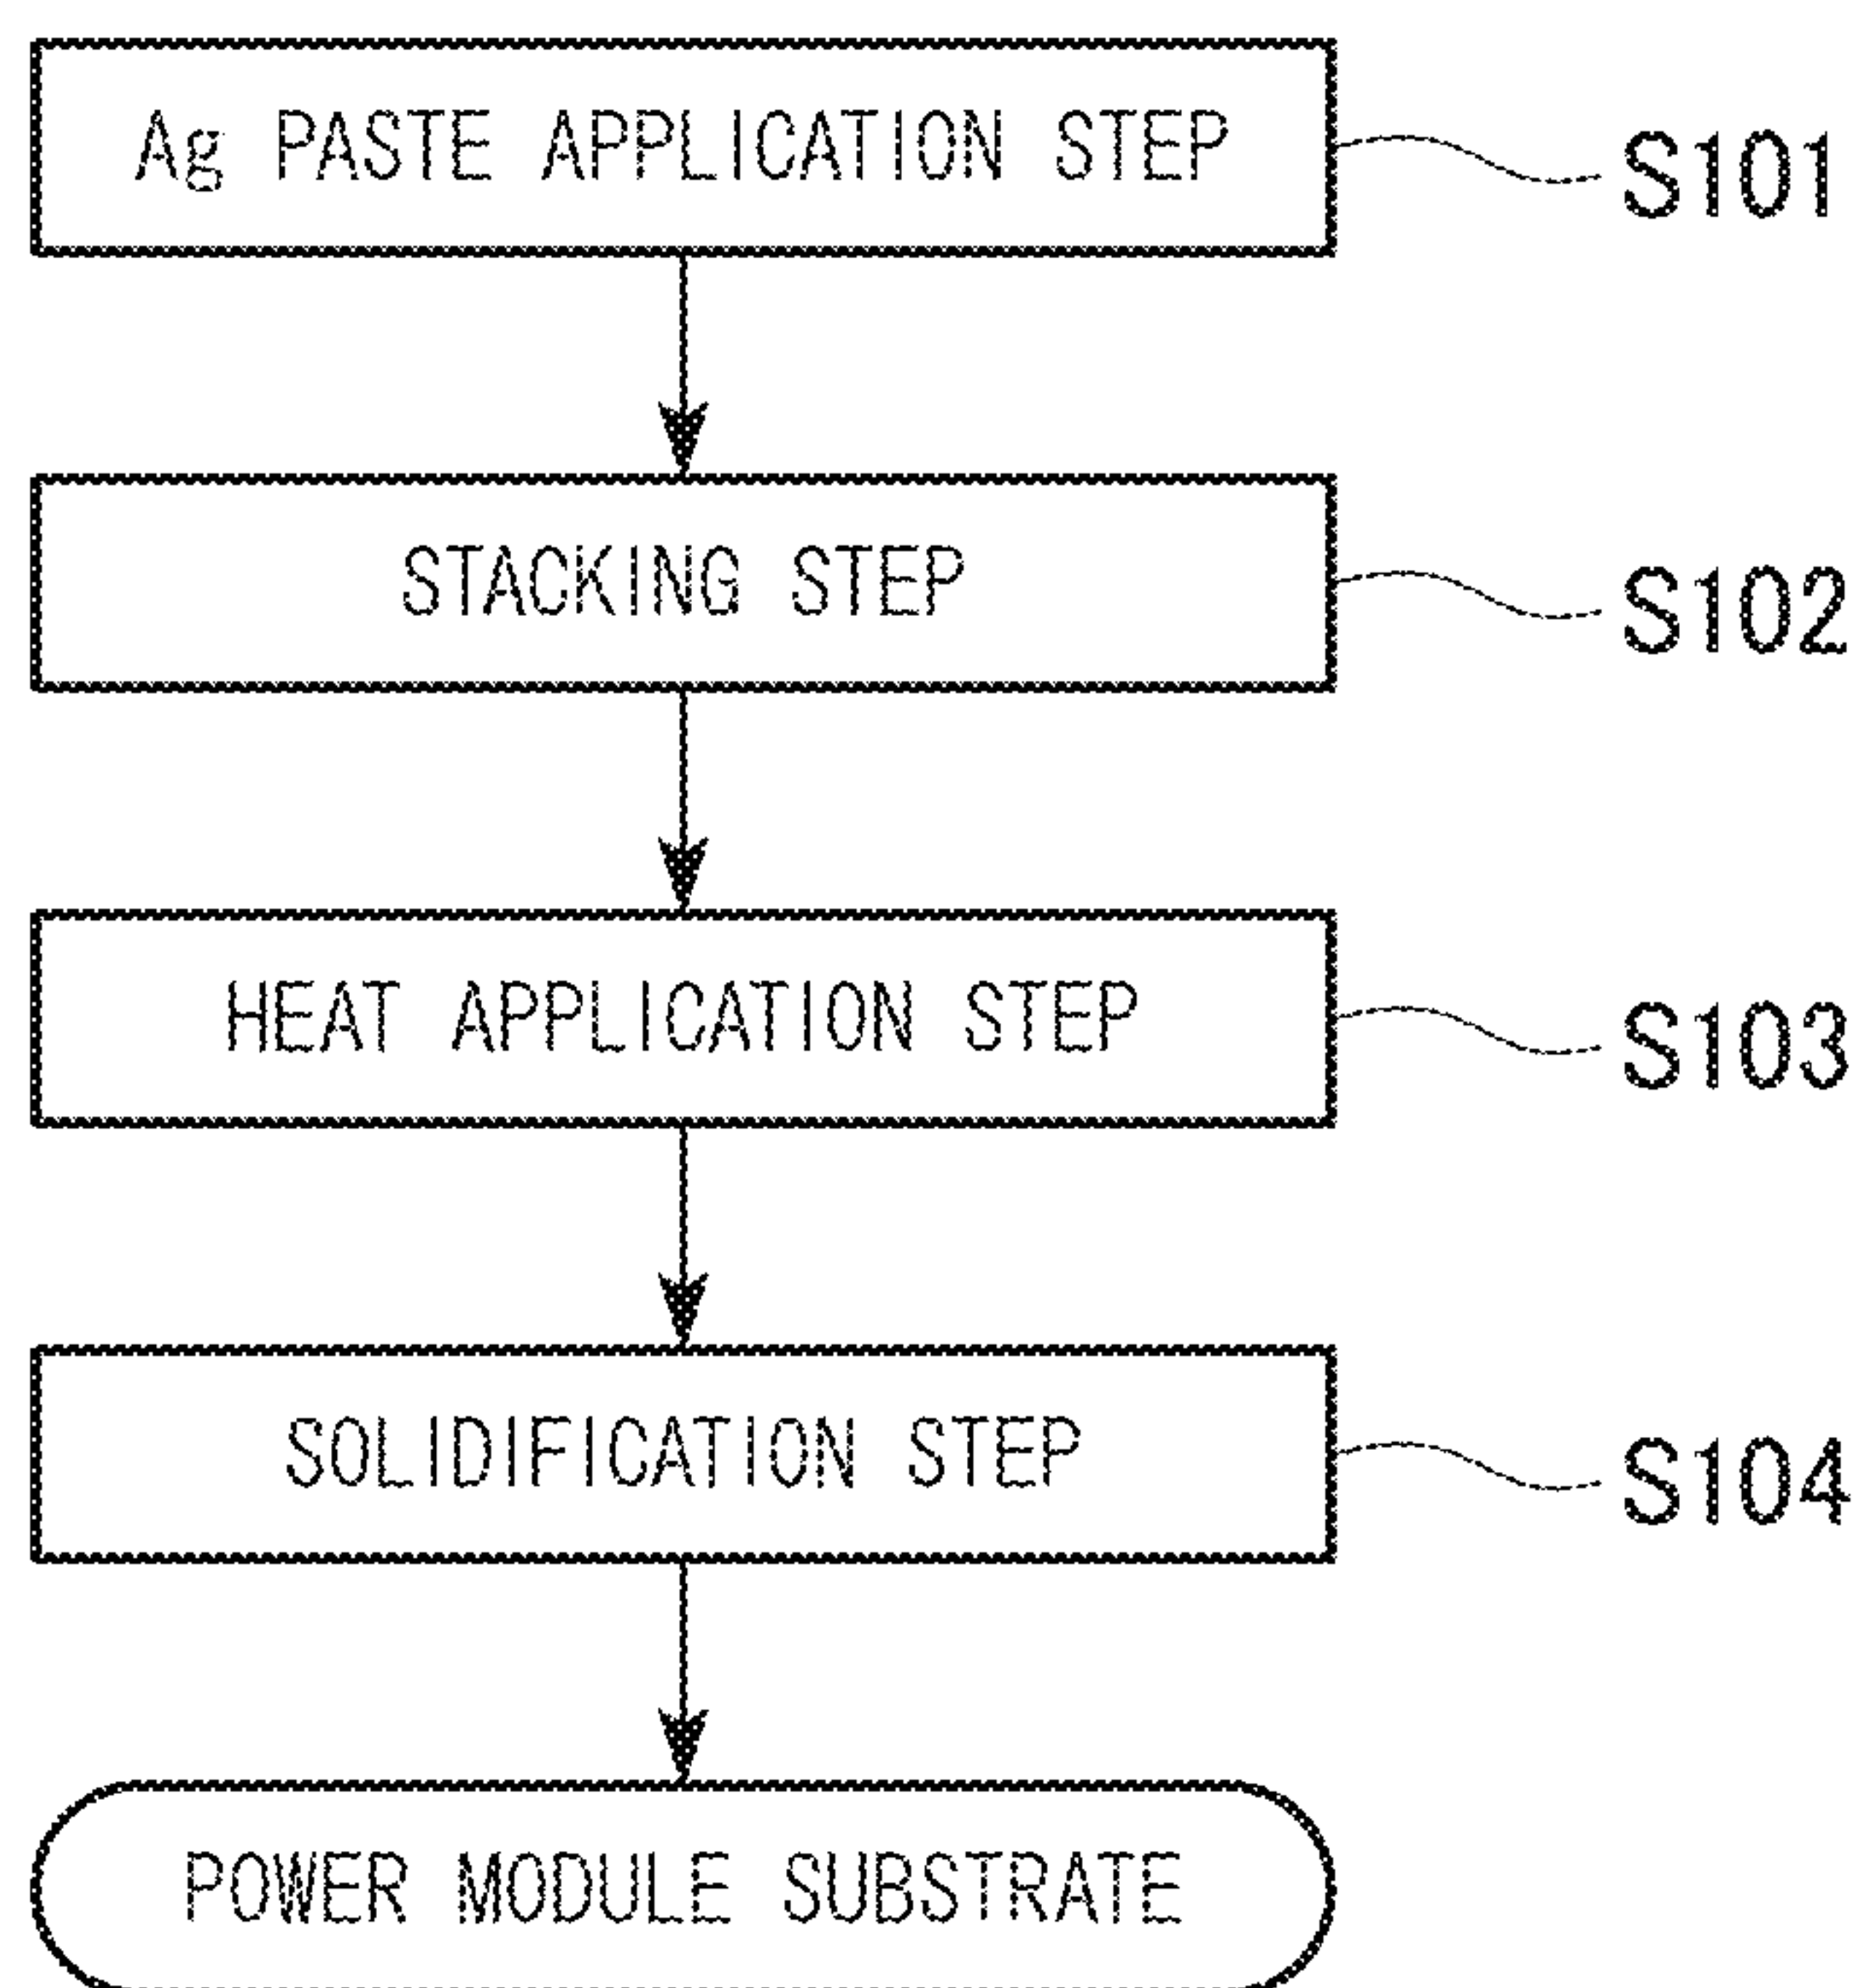 Ag PASTE APPLICATION STEP
S101
STACKING STEP
S102
HEAT APPLICATION STEP
S103
SOLIDIFICATION STEP
S104
POWER MODULE SUBSTRATE